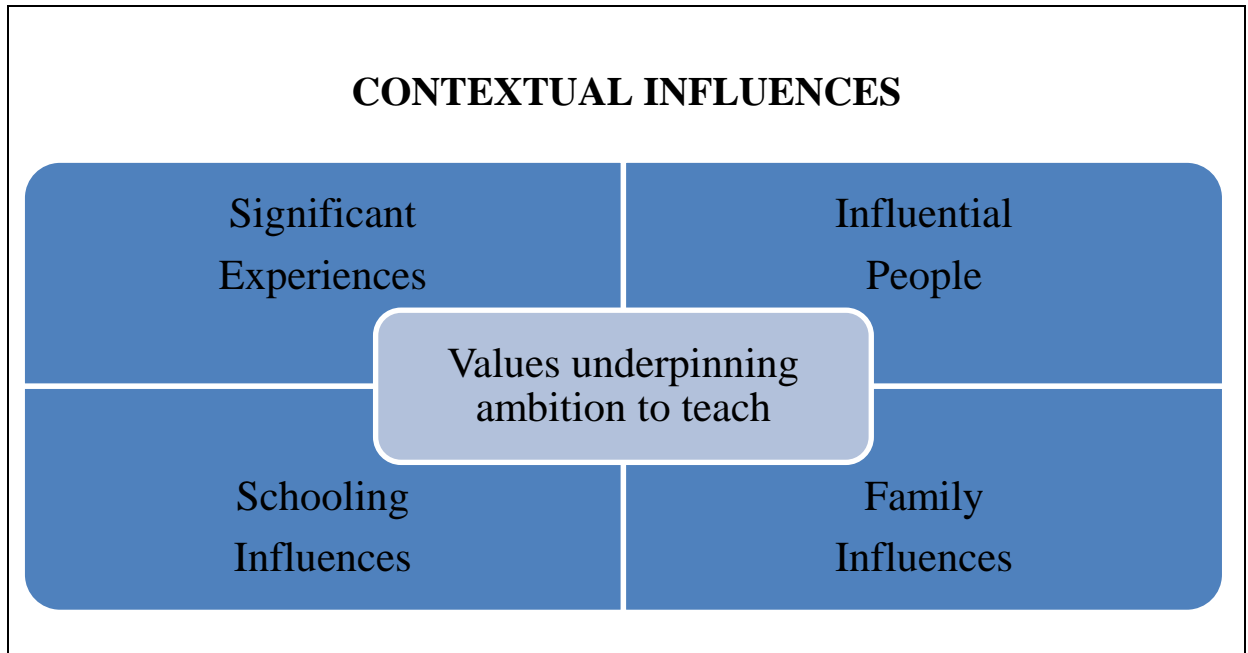 CONTEXTUAL INFLUENCES
Significant
Experiences
Influential
People
Values underpinning
ambition to teach
Schooling
Influences
Family
Influences